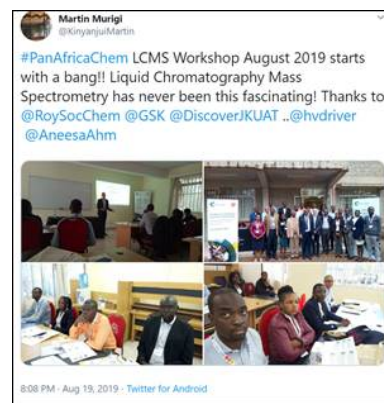 Martin Murigi
@KinyanjuiMartin
#PanAfricaChem LCMS Workshop August 2019 starts
with a bang!! Liquid Chromatography Mass
Spectrometry has never been this fascinating! Thanks to
@RoySocChem @GSK @DiscoverJKUAT ..@hvdriver
@AneesaAhm
8:08 PM · Aug 19, 2019 · Twitter for Android